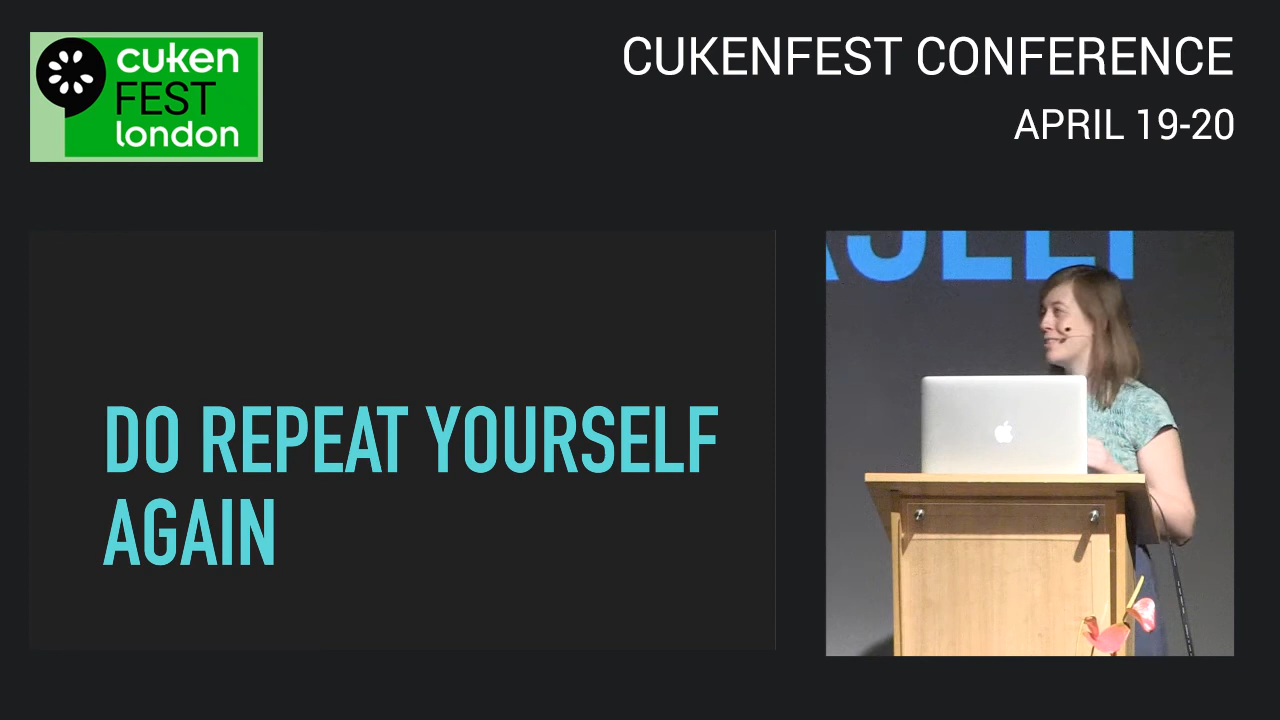 cuken
FEST
london
CUKENFEST CONFERENCE
APRIL 19-20
DO REPEAT YOURSELF
AGAIN